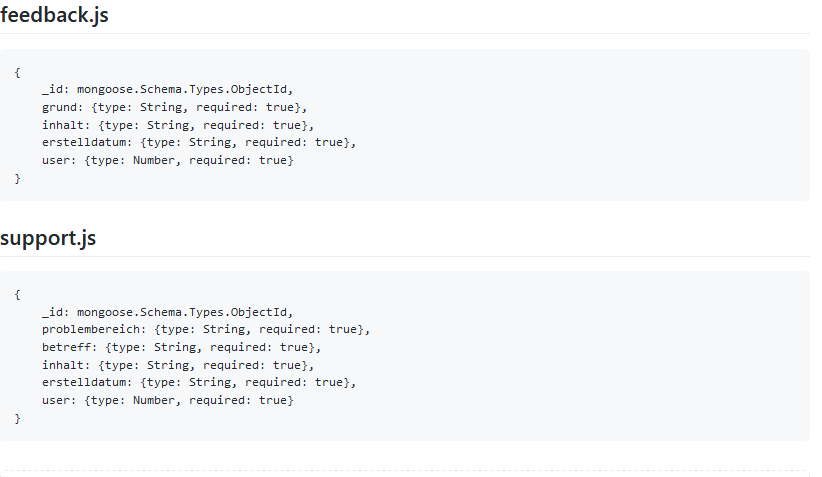 feedback.js
{
_id: mongoose.Schema.Types.ObjectId,
grund: {type: String, required: true},
inhalt: {type: String, required: true},
erstelldatum: {type: String, required: true},
user: {type: Number, required: true}
}
support.js
{
_id: mongoose.Schema.Types.ObjectId,
problembereich: {type: String, required: true},
betreff: {type: String, required: true},
inhalt: {type: String, required: true},
erstelldatum: {type: String, required: true},
user: {type: Number, required: true}
}